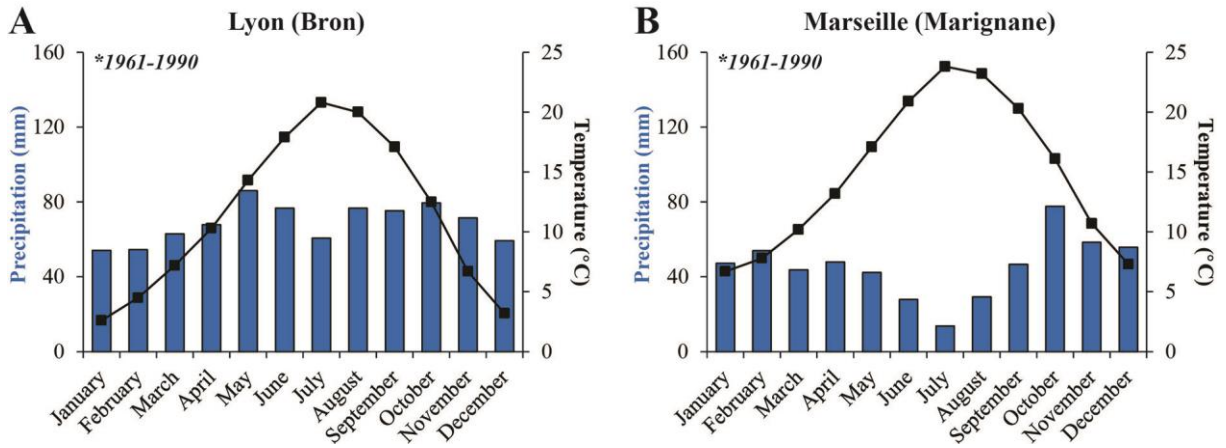 A
Lyon (Bron)
*1961-1990
Precipitation (mm)
160
120
80
40
0
Temperature (°C)
25
20
15
10
5
0
January
February
March
April
May
June
July
August
September
October
November
December
B
Marseille (Marignane)
*1961-1990
Precipitation (mm)
160
120
80
40
0
Temperature (°C)
25
20
15
10
5
0
January
February
March
April
May
June
July
August
September
October
November
December